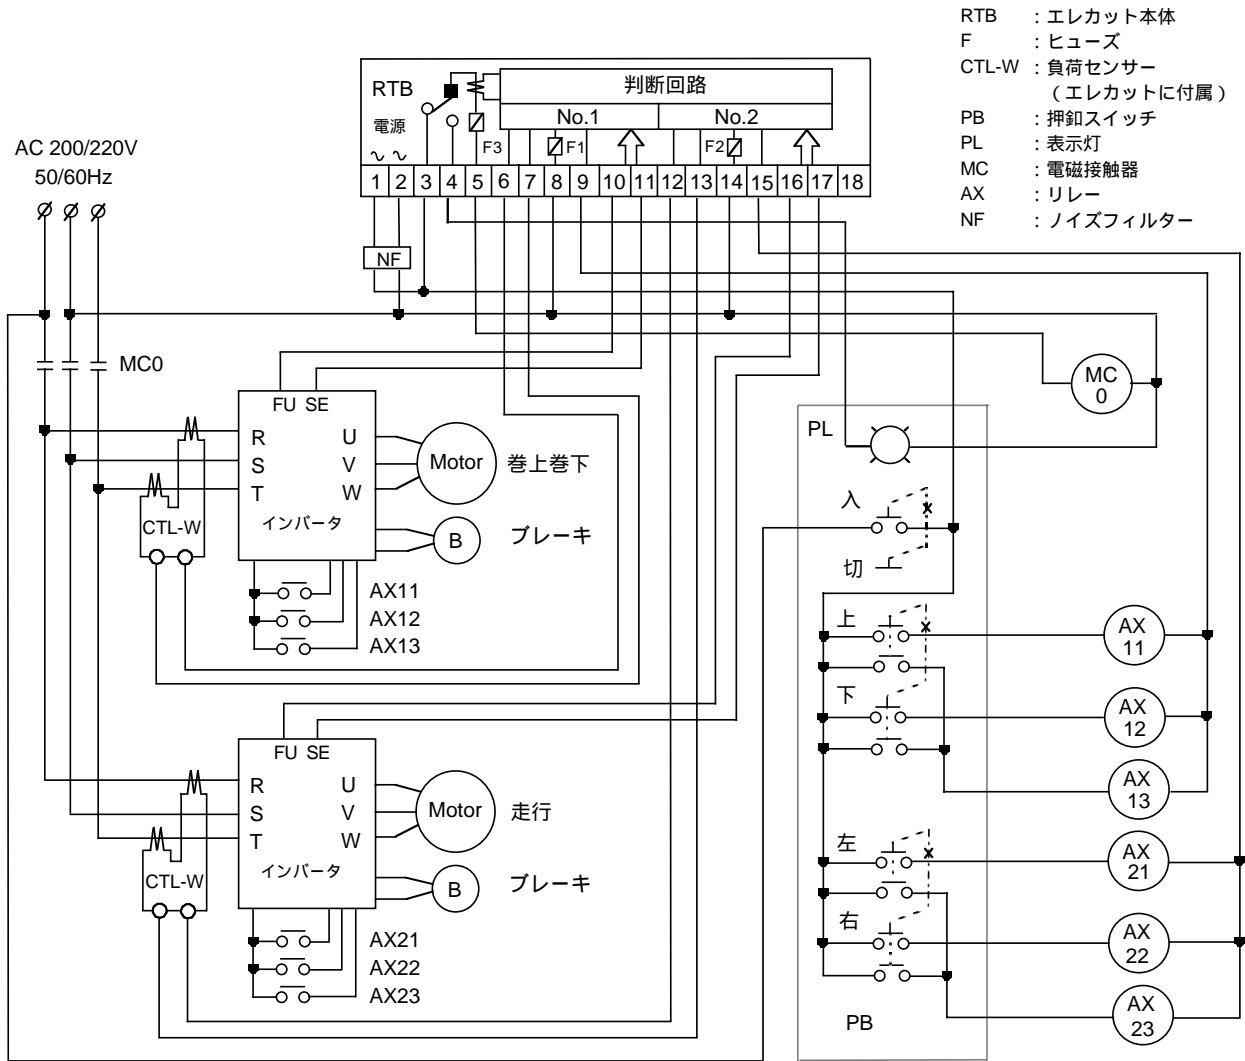 RTB : エレカット本体
F : ヒューズ
CTL-W : 負荷センサー
(エレカットに付属)
PB : 押釦スイッチ
PL : 表示灯
MC : 電磁接触器
AX : リレー
NF : ノイズフィルター
RTB
判断回路
No.1 No.2
電源
F3 F1 F2
1 2 3 4 5 6 7 8 9 10 11 12 13 14 15 16 17 18
AC 200/220V
50/60Hz
NF
MC0
MC
0
FU SE
R U
S V
T W
インバータ
Motor
巻上巻下
CTL-W
B
ブレーキ
AX11
AX12
AX13
PL
入
切
上
下
左
右
PB
AX
11
AX
12
AX
13
AX
21
AX
22
AX
23
FU SE
R U
S V
T W
インバータ
Motor
走行
CTL-W
B
ブレーキ
AX21
AX22
AX23